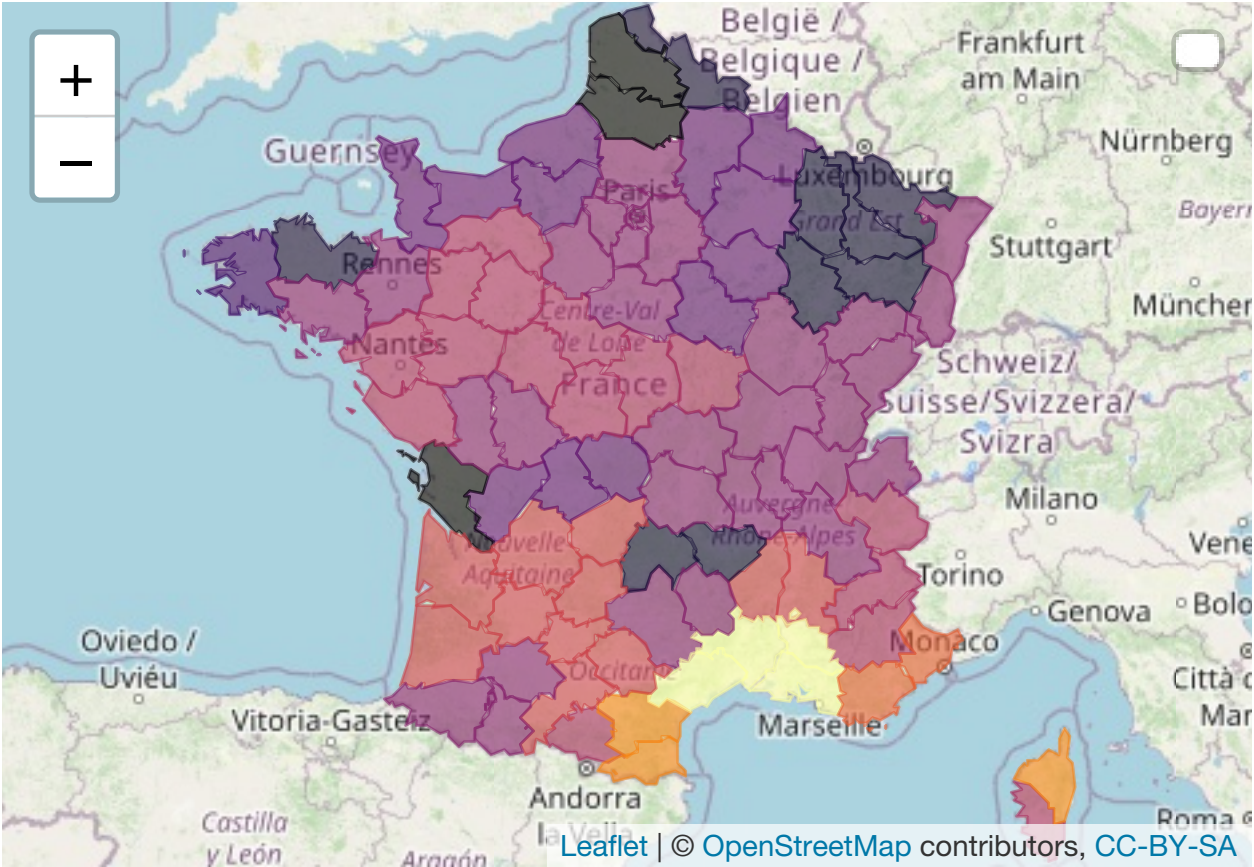 +
−
België /
Belgique /
Belgien
Frankfurt
am Main
Nürnberg
Guernsey
Luxembourg
Paris
Bayern
Grand Est
Stuttgart
Rennes
München
Centre-Val
de Loire
Nantes
France
Schweiz/
Suisse/Svizzera/
Svizra
Milano
Auvergne
Rhône-Alpes
Nouvelle
Aquitaine
Torino
Genova
Bolo
Oviedo /
Uviéu
Monaco
Occitanie
Città d
Mar
Vitoria-Gasteiz
Marseille
Andorra
la Vella
Castilla
y León
Aragón
Roma
Leaflet | © OpenStreetMap contributors, CC-BY-SA